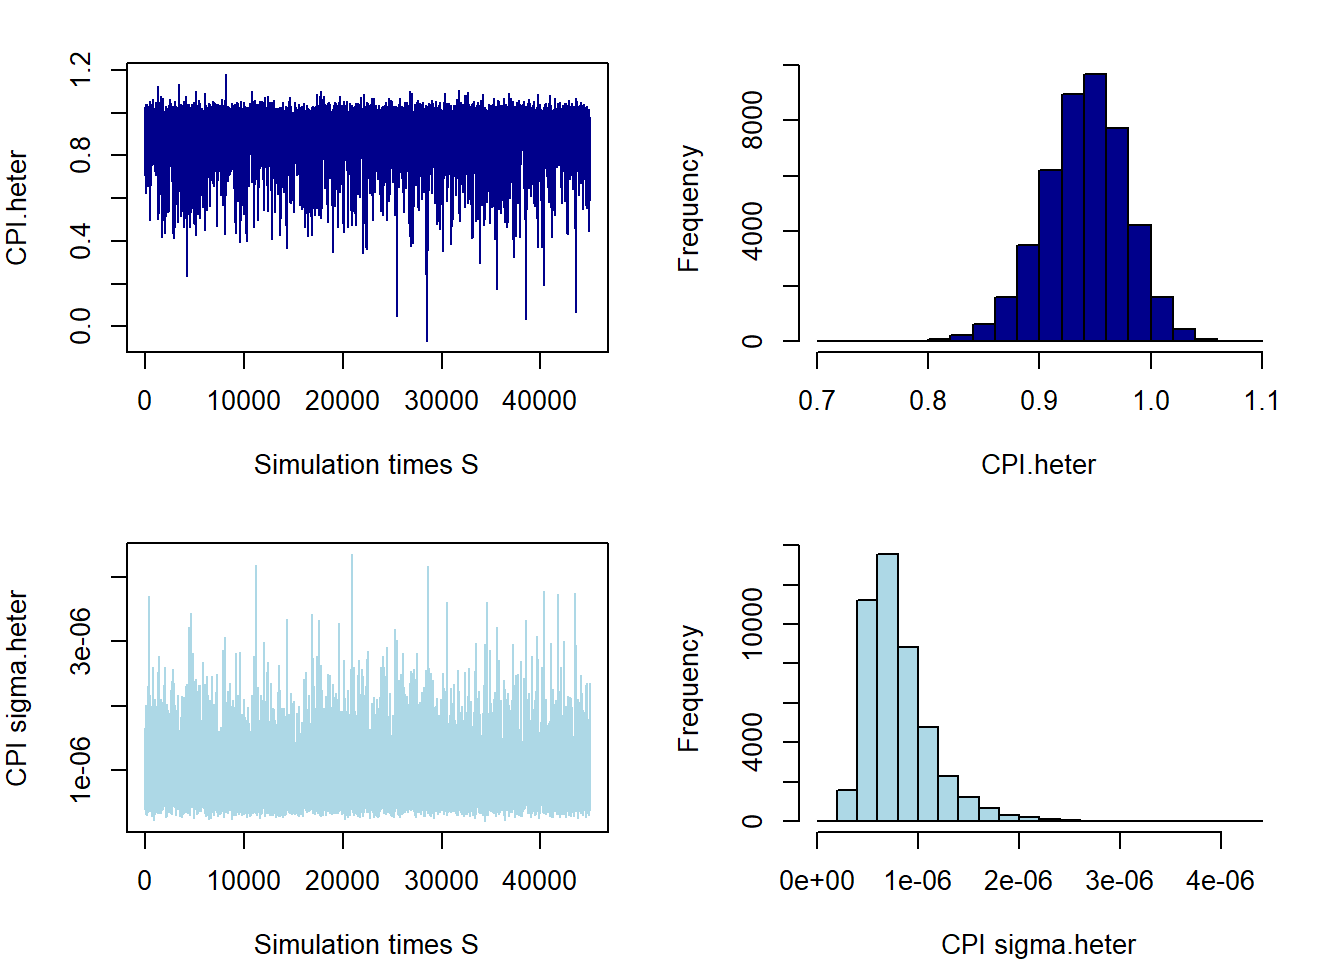 CPI.heter
0.0 0.4 0.8 1.2
0 10000 20000 30000 40000
Simulation times S
Frequency
0 4000 8000
0.7 0.8 0.9 1.0 1.1
CPI.heter
CPI sigma.heter
1e-06 3e-06
0 10000 20000 30000 40000
Simulation times S
Frequency
0 4000 10000
0e+00 1e-06 2e-06 3e-06 4e-06
CPI sigma.heter